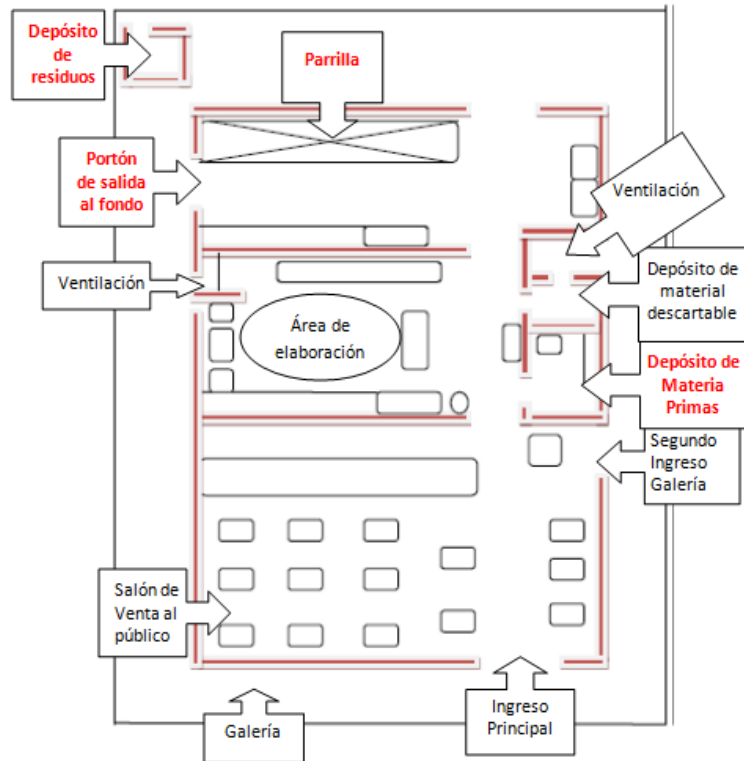 Depósito
de
residuos
Parrilla
Portón
de salida
al fondo
Ventilación
Ventilación
Depósito de
material
descartable
Área de
elaboración
Depósito de
Materia
Primas
Segundo
Ingreso
Galería
Salón de
Venta al
público
Galería
Ingreso
Principal